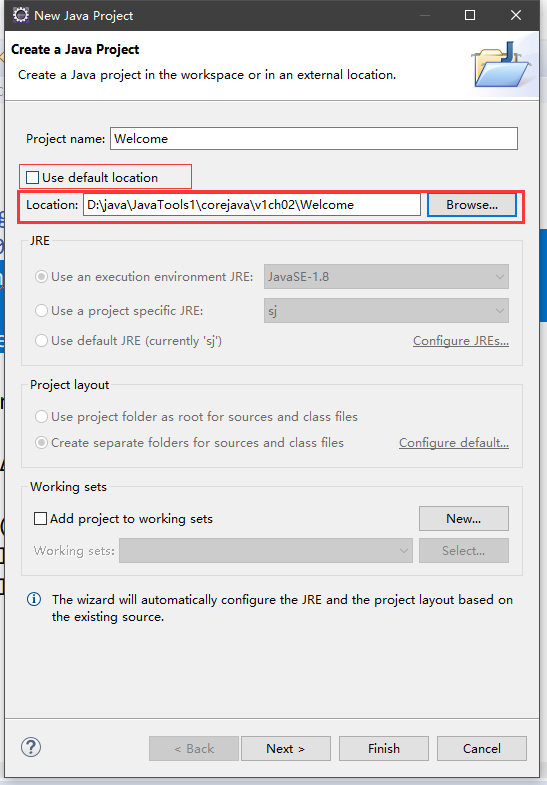 New Java Project
Create a Java Project
Create a Java project in the workspace or in an external location.
Project name: Welcome
Use default location
Location: D:\java\JavaTools1\corejava\v1ch02\Welcome Browse...
JRE
Use an execution environment JRE: JavaSE-1.8
Use a project specific JRE: sj
Use default JRE (currently 'sj') Configure JREs...
Project layout
Use project folder as root for sources and class files
Create separate folders for sources and class files Configure default...
Working sets
Add project to working sets New...
Working sets: Select...
The wizard will automatically configure the JRE and the project layout based on
the existing source.
< Back Next > Finish Cancel